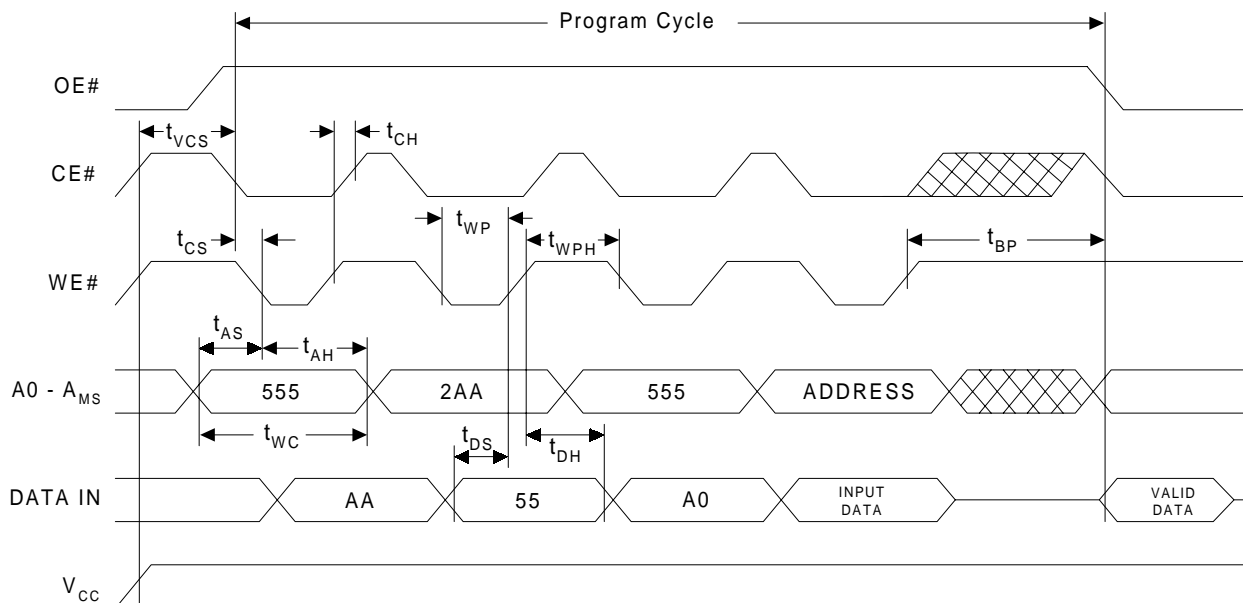 Program Cycle
OE#
tVCS
tCH
CE#
tWP
tCS
tWPH
tBP
WE#
tAS
tAH
A0 - AMS
555
2AA
555
ADDRESS
tWC
tDS
tDH
DATA IN
AA
55
A0
INPUT
DATA
VALID
DATA
VCC